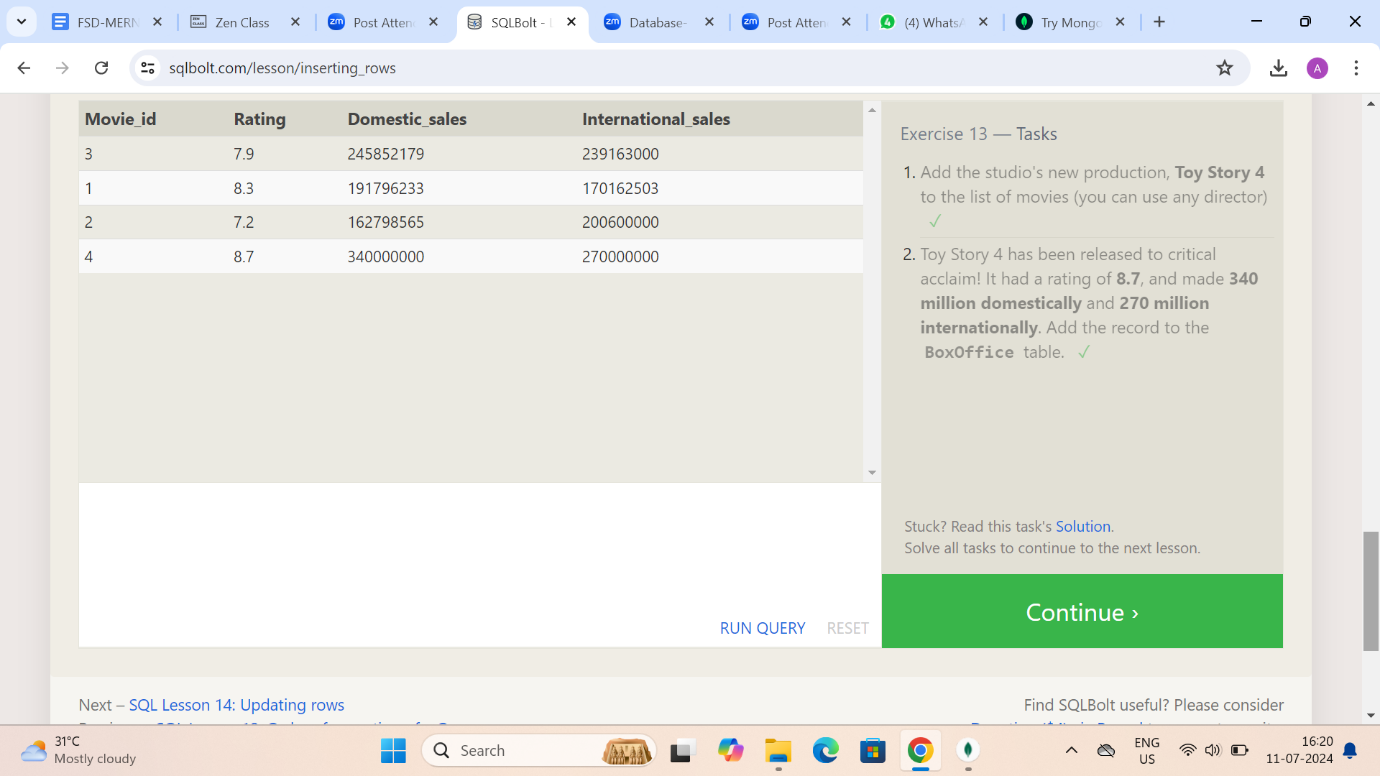 FSD-MERN
Zen Class
Post Atten
SQLBolt -
Database-
Post Atten
(4) Whats
Try Mongo
sqlbolt.com/lesson/inserting_rows
A
Movie_id Rating Domestic_sales International_sales
3 7.9 245852179 239163000
1 8.3 191796233 170162503
2 7.2 162798565 200600000
4 8.7 340000000 270000000
RUN QUERY RESET
Exercise 13 — Tasks
1. Add the studio's new production, Toy Story 4
to the list of movies (you can use any director)
✓
2. Toy Story 4 has been released to critical
acclaim! It had a rating of 8.7, and made 340
million domestically and 270 million
internationally. Add the record to the
BoxOffice table. ✓
Stuck? Read this task's Solution.
Solve all tasks to continue to the next lesson.
Continue ›
Next – SQL Lesson 14: Updating rows
Find SQLBolt useful? Please consider
31°C
Mostly cloudy
Search
ENG
US
16:20
11-07-2024